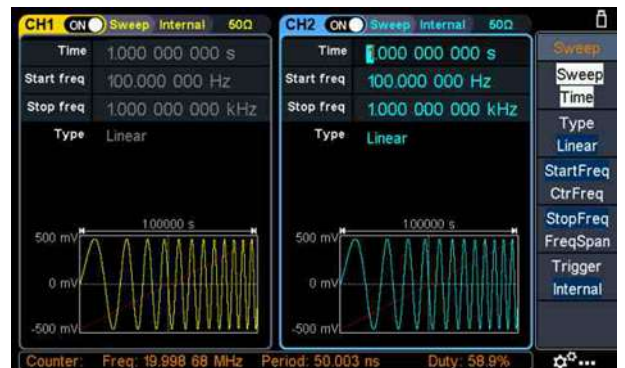 CH1 ON Sweep Internal 50Ω
Time 1.000 000 000 s
Start freq 100.000 000 Hz
Stop freq 1.000 000 000 kHz
Type Linear
1.00000 s
500 mV
0 mV
-500 mV
CH2 ON Sweep Internal 50Ω
Time 1.000 000 000 s
Start freq 100.000 000 Hz
Stop freq 1.000 000 000 kHz
Type Linear
1.00000 s
500 mV
0 mV
-500 mV
Sweep
Sweep
Time
Type
Linear
StartFreq
CtrFreq
StopFreq
FreqSpan
Trigger
Internal
Counter: Freq: 19.998 68 MHz Period: 50.003 ns Duty: 58.9%